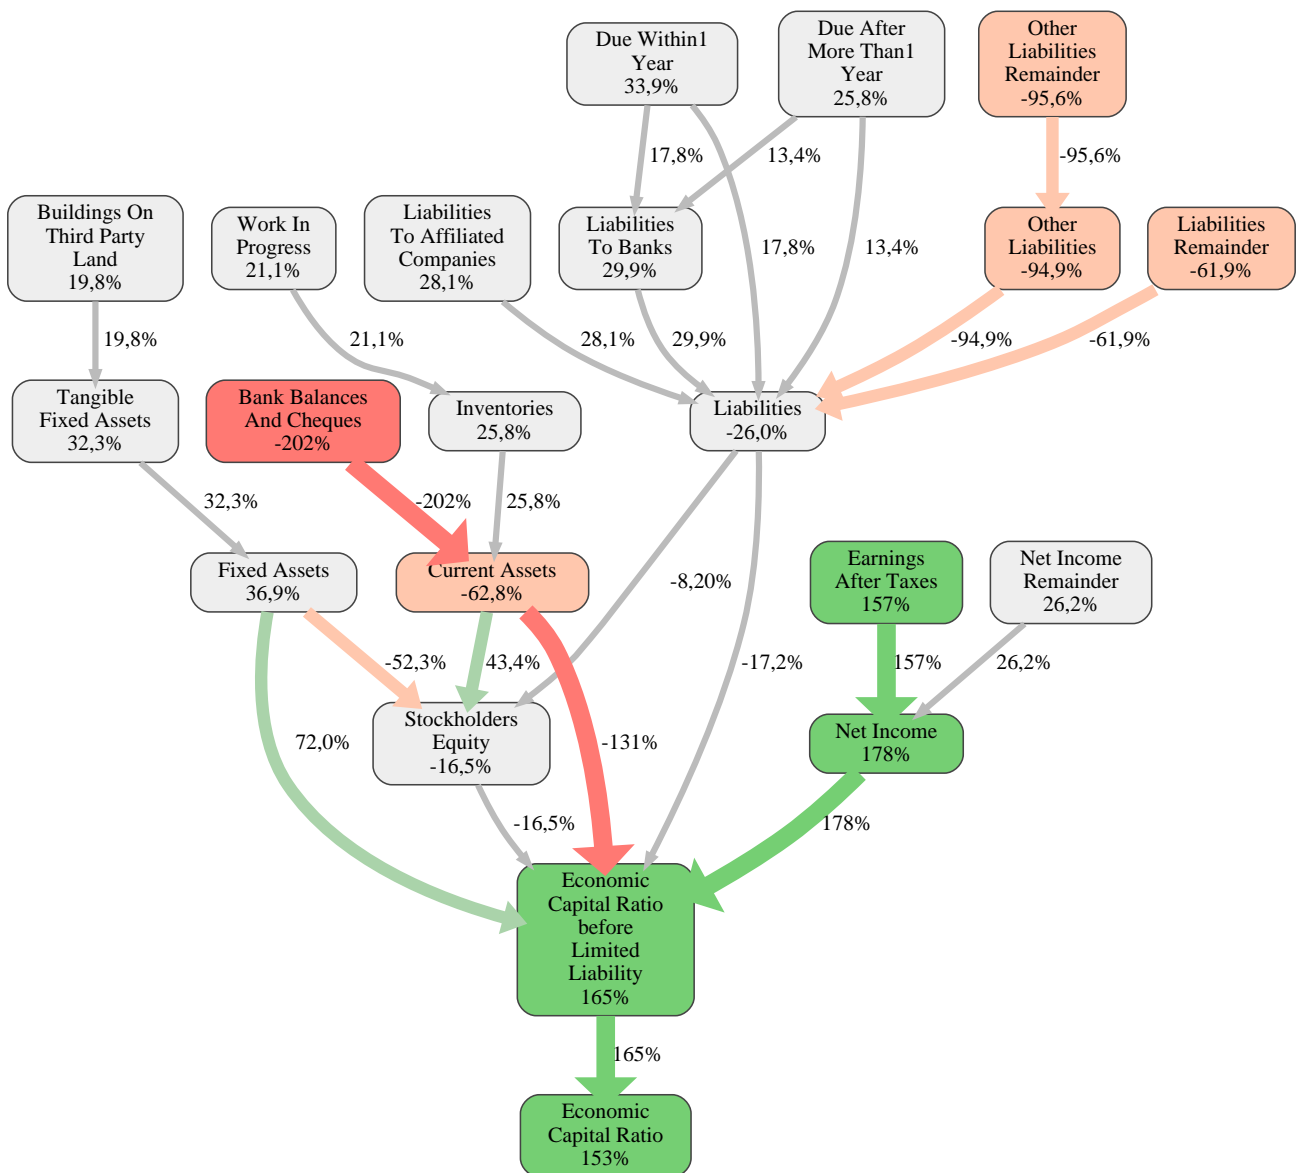 Due Within1
Year
33,9%
Due After
More Than1
Year
25,8%
Other
Liabilities
Remainder
-95,6%
17,8%
13,4%
-95,6%
Buildings On
Third Party
Land
19,8%
Work In
Progress
21,1%
Liabilities
To Affiliated
Companies
28,1%
Liabilities
To Banks
29,9%
17,8%
13,4%
Other
Liabilities
-94,9%
Liabilities
Remainder
-61,9%
19,8%
21,1%
28,1%
29,9%
-94,9%
-61,9%
Tangible
Fixed Assets
32,3%
Bank Balances
And Cheques
-202%
Inventories
25,8%
Liabilities
-26,0%
32,3%
-202%
25,8%
Fixed Assets
36,9%
Current Assets
-62,8%
-8,20%
Earnings
After Taxes
157%
Net Income
Remainder
26,2%
-52,3%
43,4%
-17,2%
157%
26,2%
Stockholders
Equity
-16,5%
72,0%
-131%
Net Income
178%
-16,5%
178%
Economic
Capital Ratio
before
Limited
Liability
165%
165%
Economic
Capital Ratio
153%